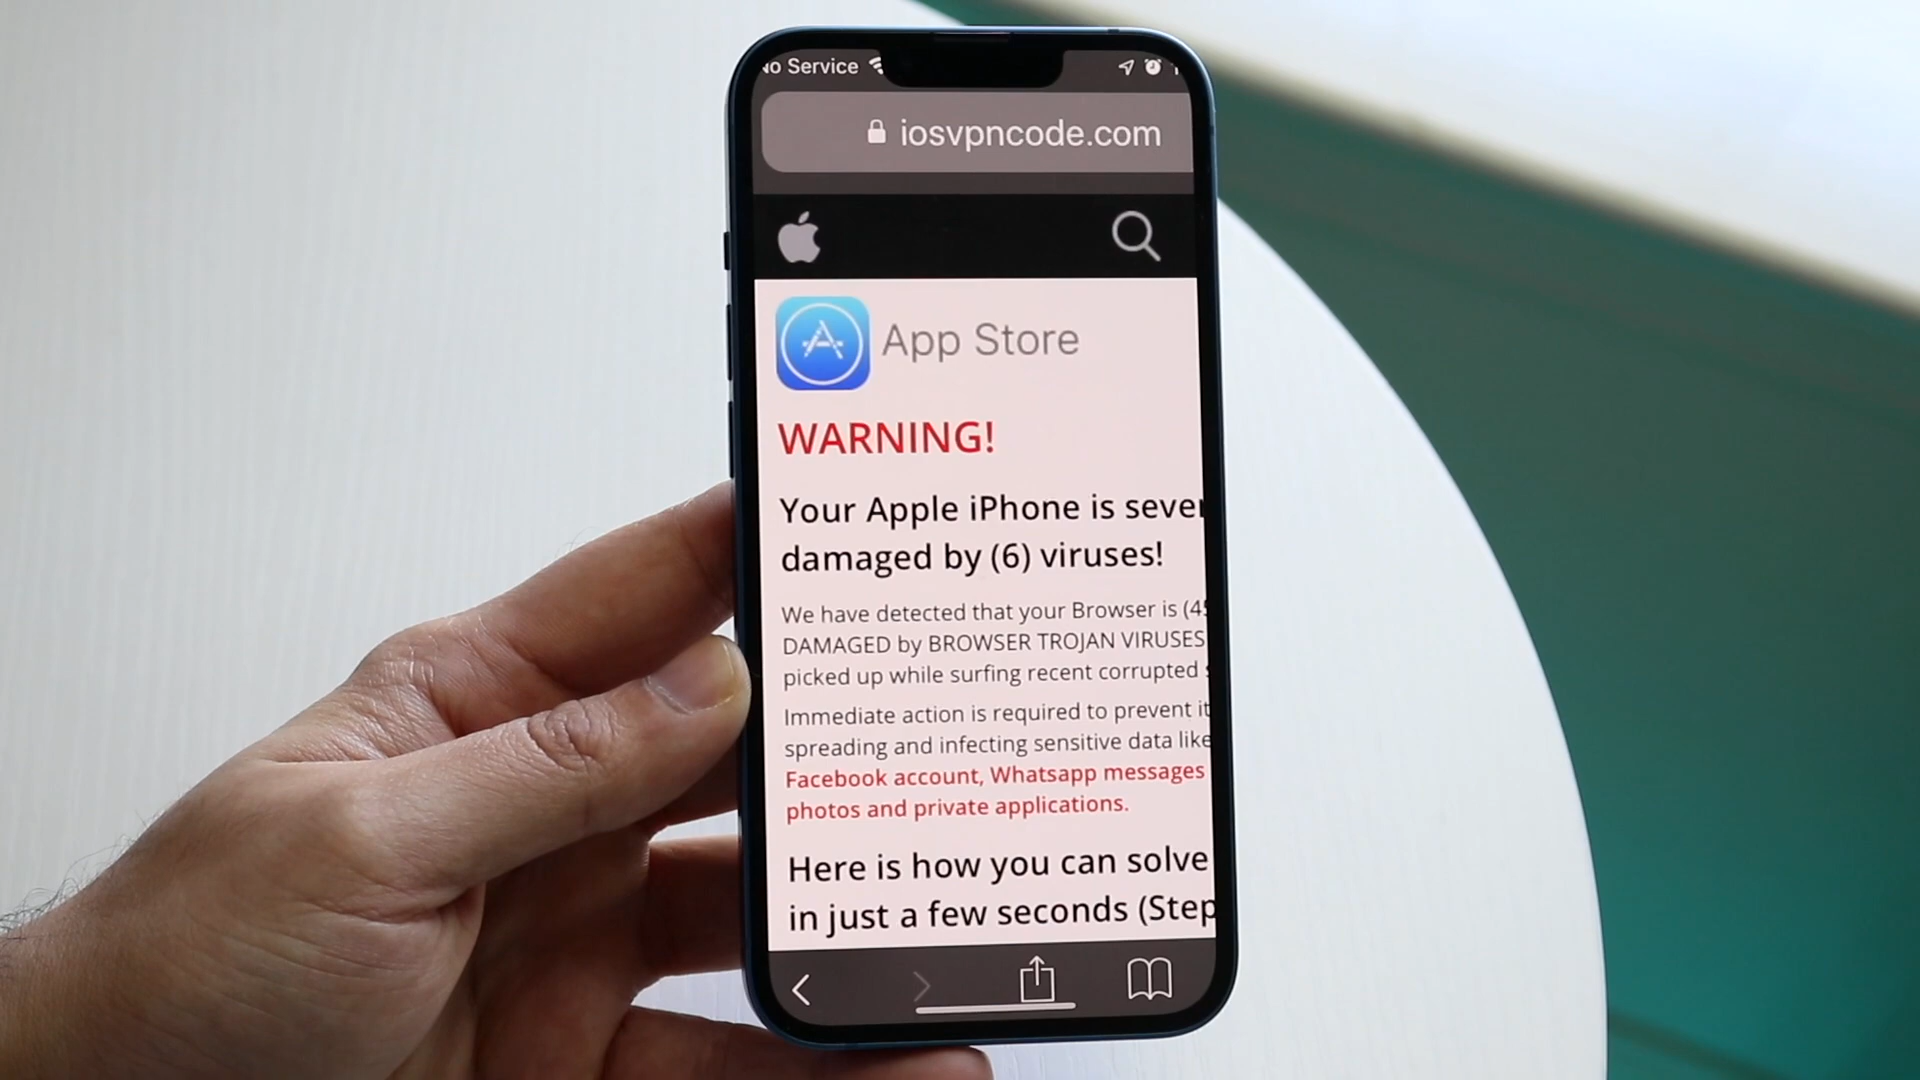 No Service
iosvpncode.com
App Store
WARNING!
Your Apple iPhone is sever
damaged by (6) viruses!
We have detected that your Browser is (45
DAMAGED by BROWSER TROJAN VIRUSES
picked up while surfing recent corrupted s
Immediate action is required to prevent it
spreading and infecting sensitive data like
Facebook account, Whatsapp messages
photos and private applications.
Here is how you can solve
in just a few seconds (Step